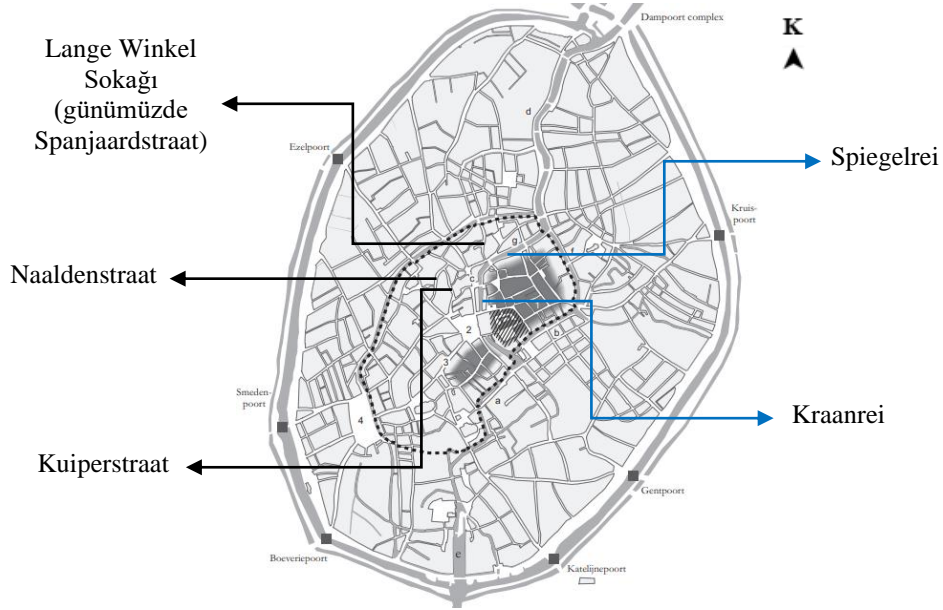 Dampoort complex
K
Lange Winkel
Sokağı
(günümüzde
Spanjaardstraat)
d
Ezelpoort
Spiegelrei
Kruis-
poort
g
f
Naaldenstraat
c
2
b
3
Smeden-
poort
a
4
Kraanrei
Kuiperstraat
Gentpoort
e
Boeveriepoort
Katelijnepoort